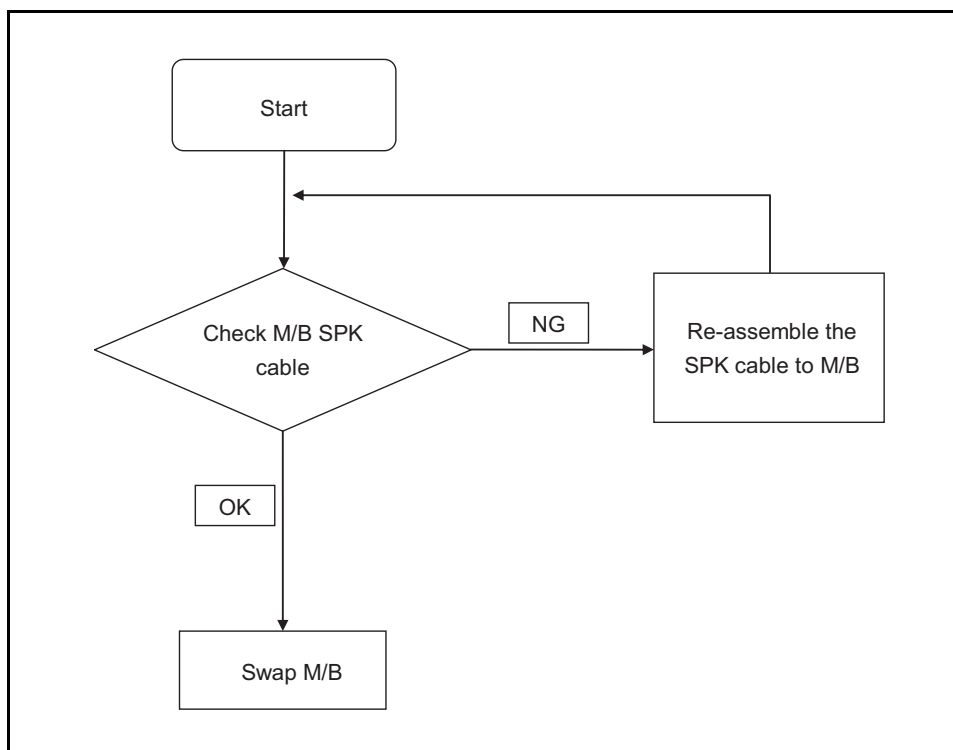 Start
Check M/B SPK
cable
NG
Re-assemble the
SPK cable to M/B
OK
Swap M/B